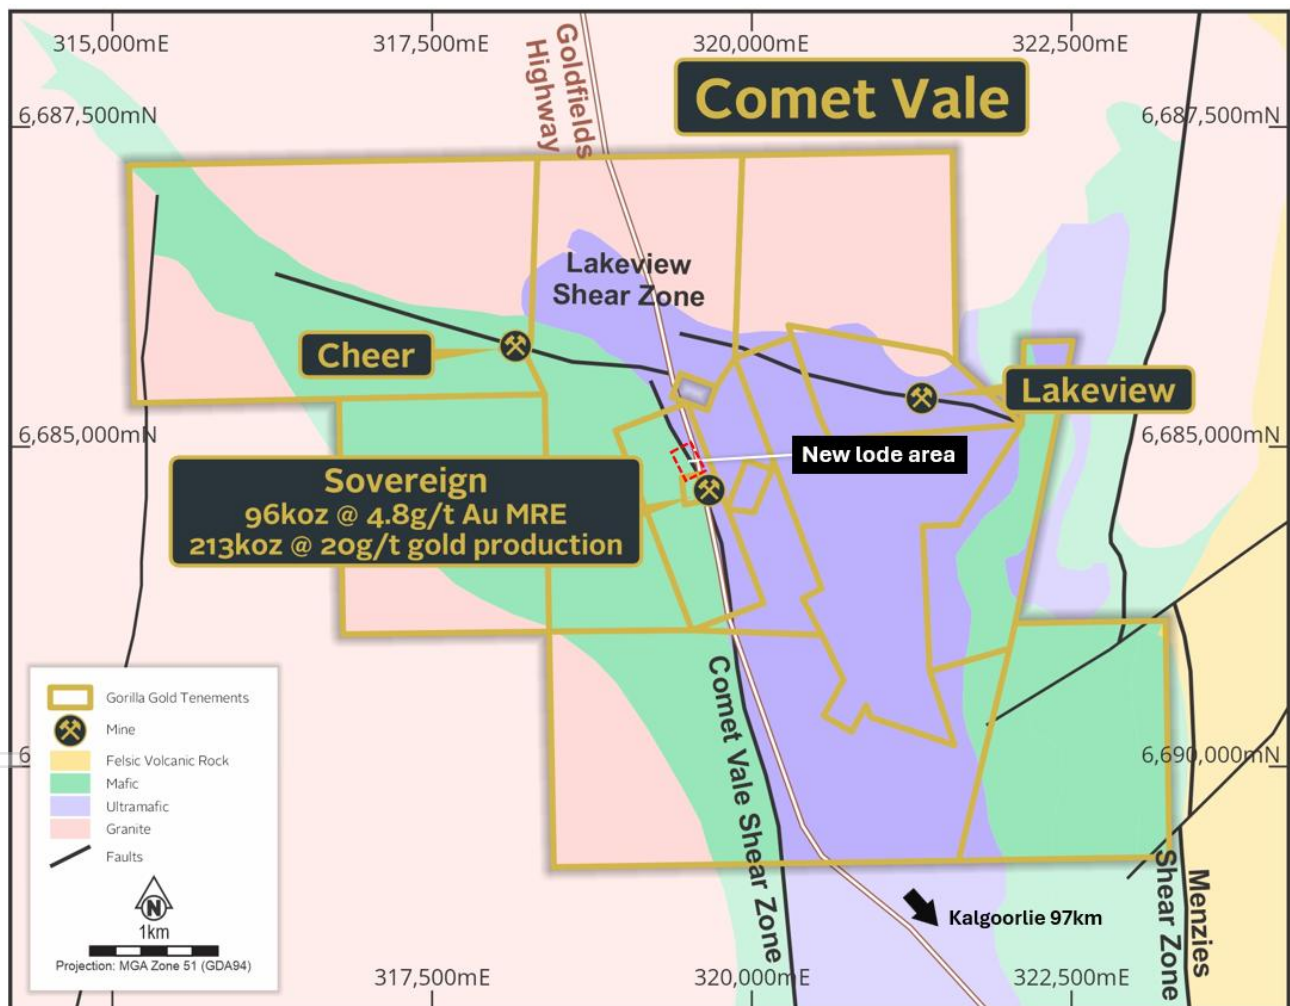 315,000mE
317,500mE
320,000mE
322,500mE
Goldfields
Highway
Comet Vale
6,687,500mN
6,687,500mN
Lakeview
Shear Zone
Cheer
Lakeview
6,685,000mN
6,685,000mN
New lode area
Sovereign
96koz @ 4.8g/t Au MRE
213koz @ 20g/t gold production
Comet Vale Shear Zone
Gorilla Gold Tenements
Mine
Felsic Volcanic Rock
Mafic
Ultramafic
Granite
Faults
N
1km
Projection: MGA Zone 51 (GDA94)
6
6,690,000mN
Menzies
Shear Zone
Kalgoorlie 97km
317,500mE
320,000mE
322,500mE